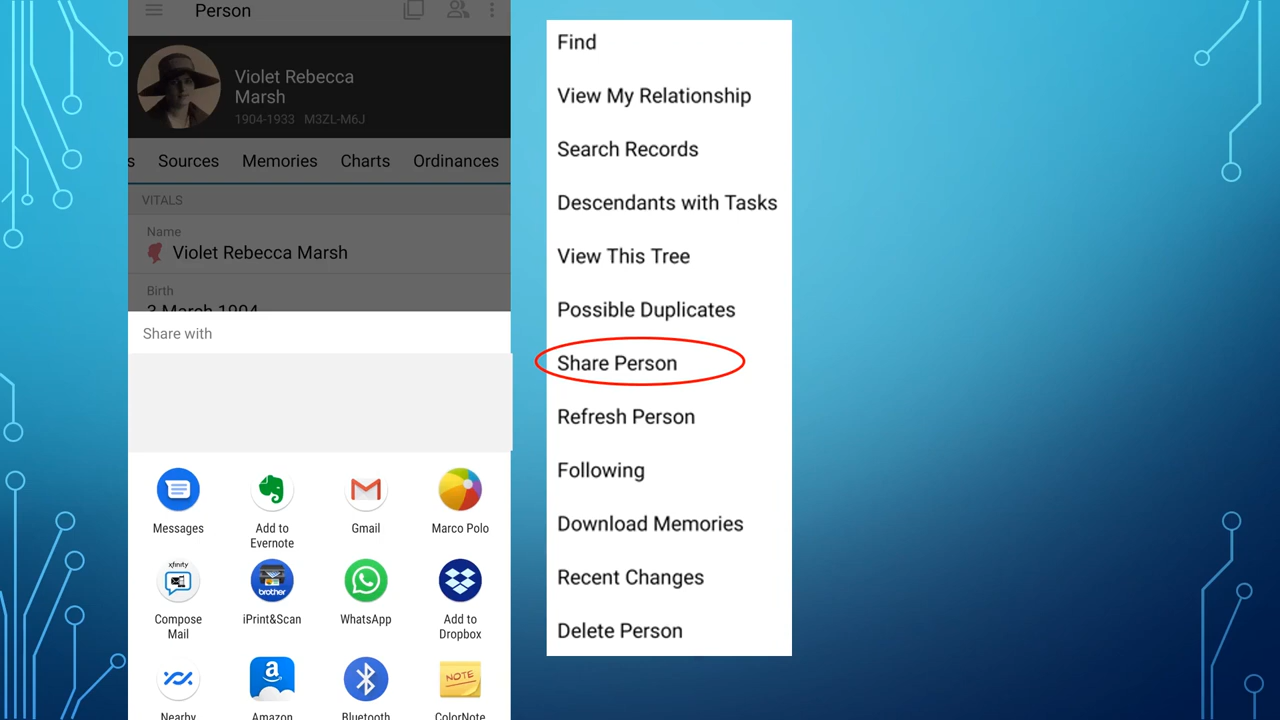 Person
Violet Rebecca
Marsh
1904-1933 M3ZL-M6J
s Sources Memories Charts Ordinances
VITALS
Name
Violet Rebecca Marsh
Birth
3 March 1904
Share with
Messages
Add to
Evernote
Gmail
Marco Polo
xfinity
Compose
Mail
brother
iPrint&Scan
WhatsApp
Add to
Dropbox
a
Nearby
Amazon
Bluetooth
NOTE
ColorNote
Find
View My Relationship
Search Records
Descendants with Tasks
View This Tree
Possible Duplicates
Share Person
Refresh Person
Following
Download Memories
Recent Changes
Delete Person